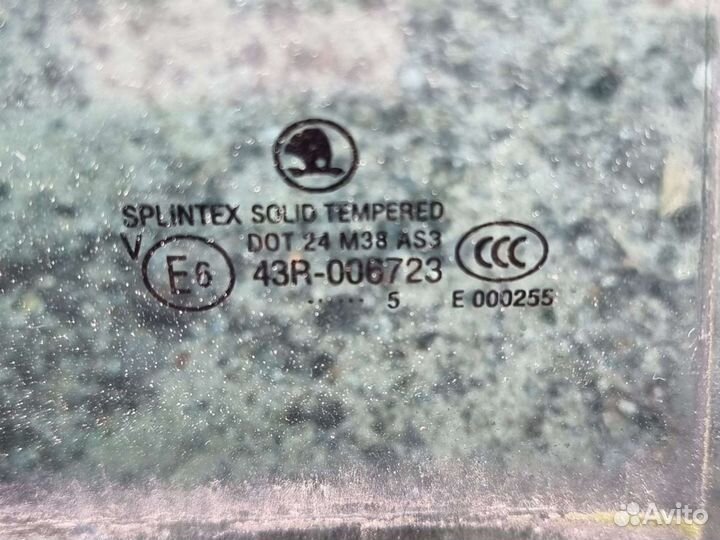 SPLINTEX SOLID TEMPERED
V
DOT 24 M38 AS3
E6
43R-006723
CCC
...... 5
E 000255
Avito